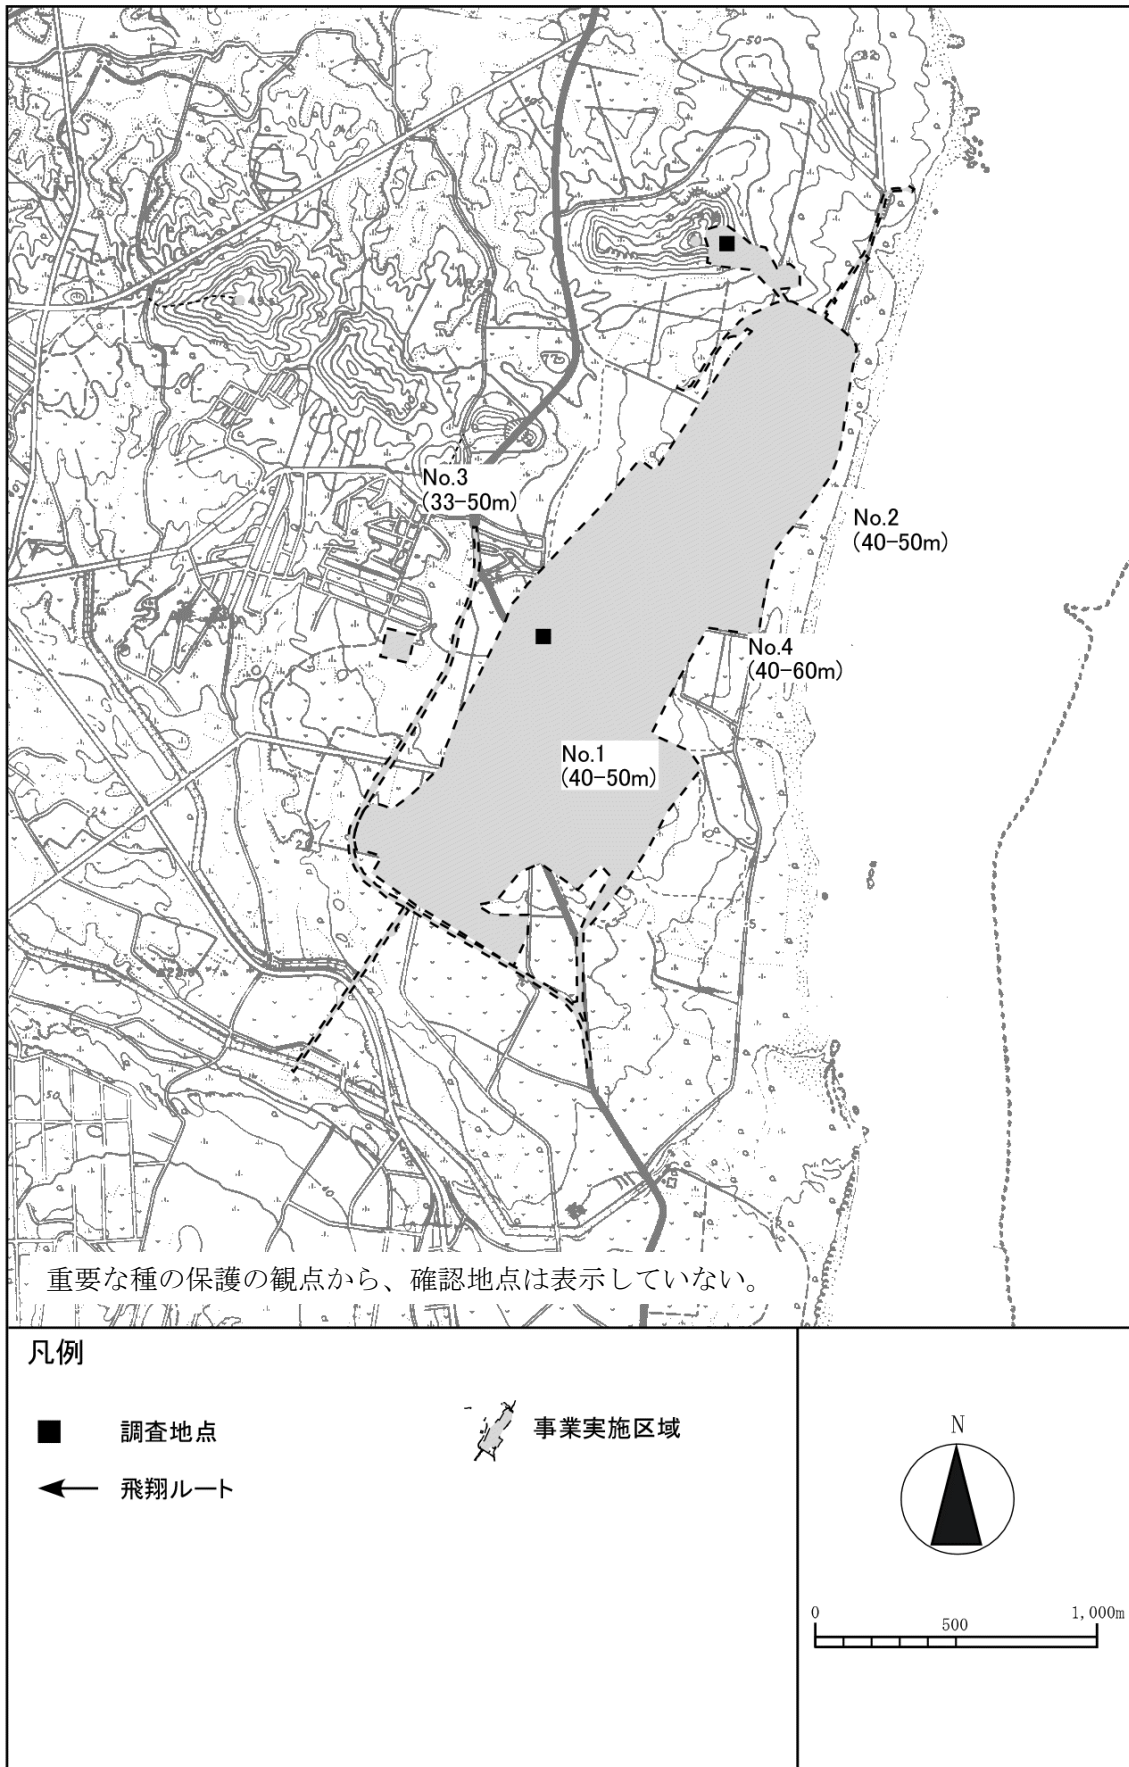 50
No.3
(33-50m)
No.2
(40-50m)
No.4
(40-60m)
No.1
(40-50m)
重要な種の保護の観点から、確認地点は表示していない。
凡例
調査地点
事業実施区域
飛翔ルート
N
0
500
1,000m